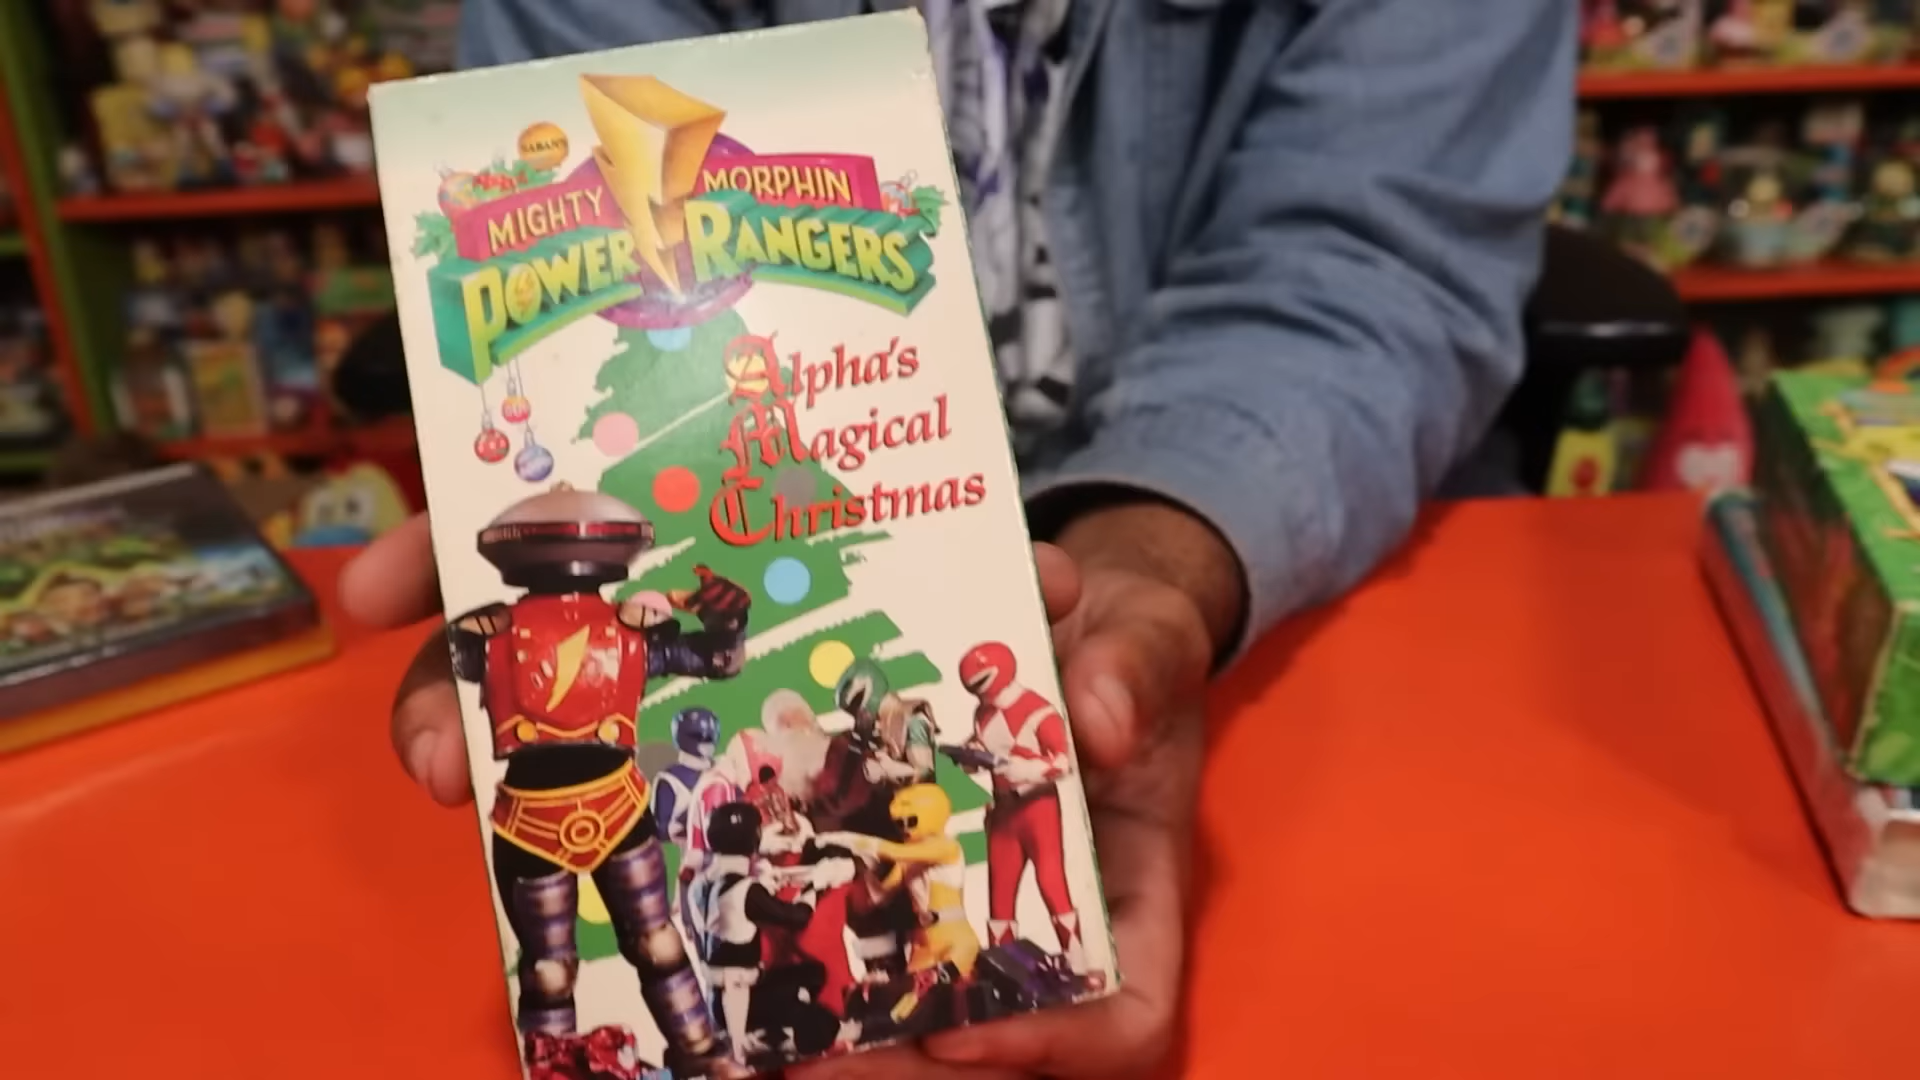 SABAN'S
MIGHTY MORPHIN
POWER RANGERS
Alpha's
Magical
Christmas